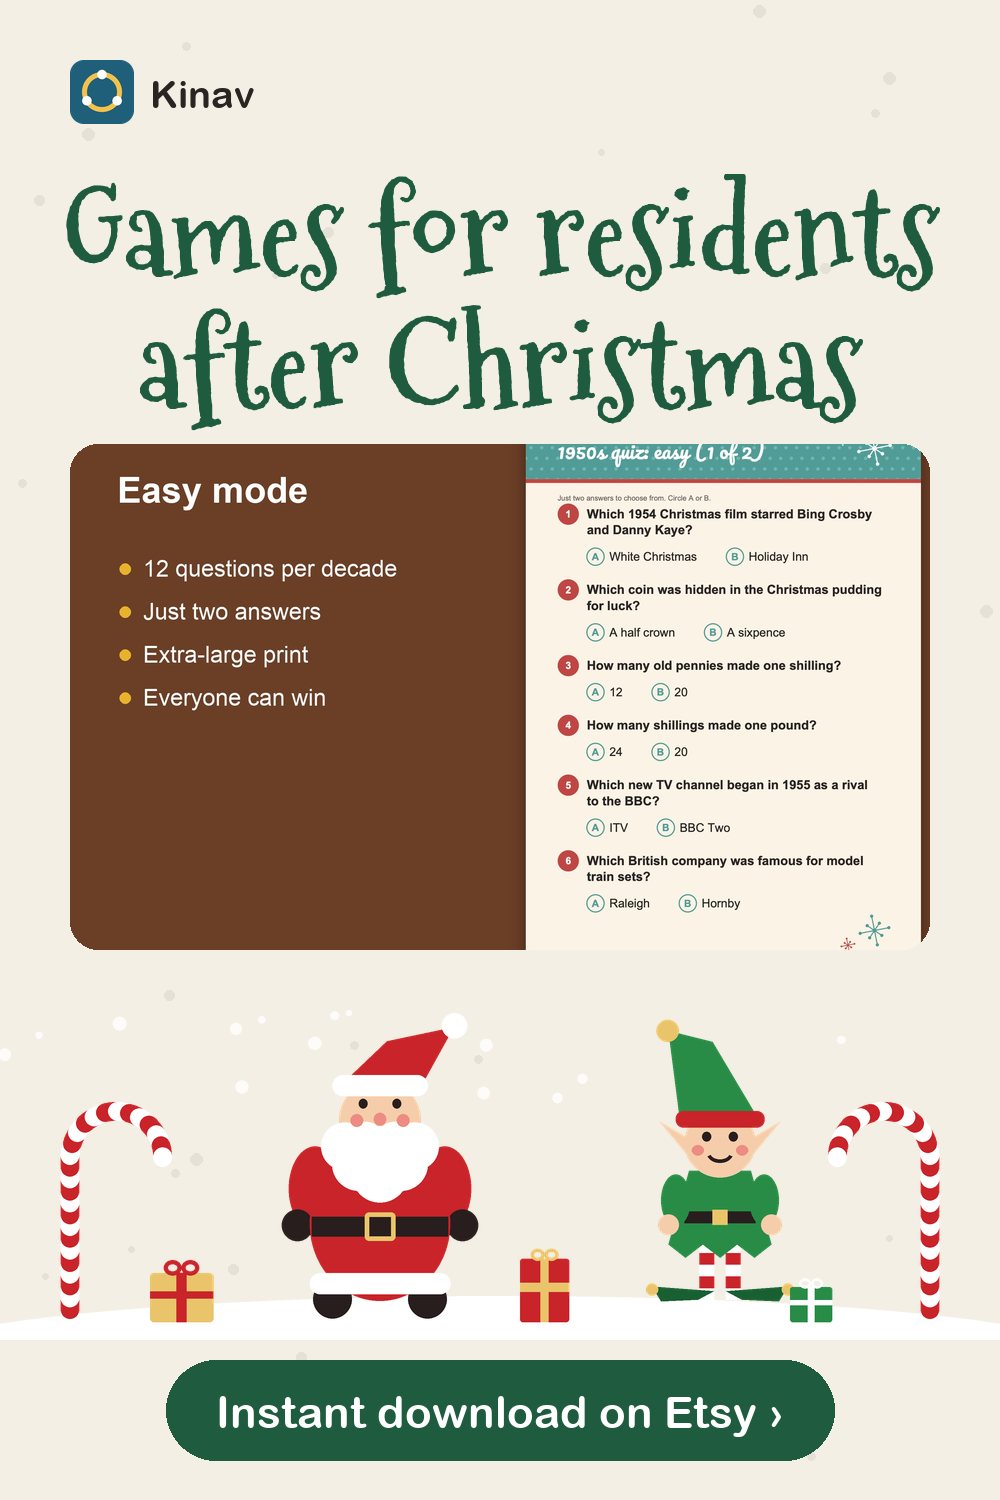 Kinav
Games for residents
after Christmas
Easy mode
12 questions per decade
Just two answers
Extra-large print
Everyone can win
1950s quiz: easy (1 of 2)
Just two answers to choose from. Circle A or B.
1 Which 1954 Christmas film starred Bing Crosby
and Danny Kaye?
A White Christmas B Holiday Inn
2 Which coin was hidden in the Christmas pudding
for luck?
A A half crown B A sixpence
3 How many old pennies made one shilling?
A 12 B 20
4 How many shillings made one pound?
A 24 B 20
5 Which new TV channel began in 1955 as a rival
to the BBC?
A ITV B BBC Two
6 Which British company was famous for model
train sets?
A Raleigh B Hornby
Instant download on Etsy ›